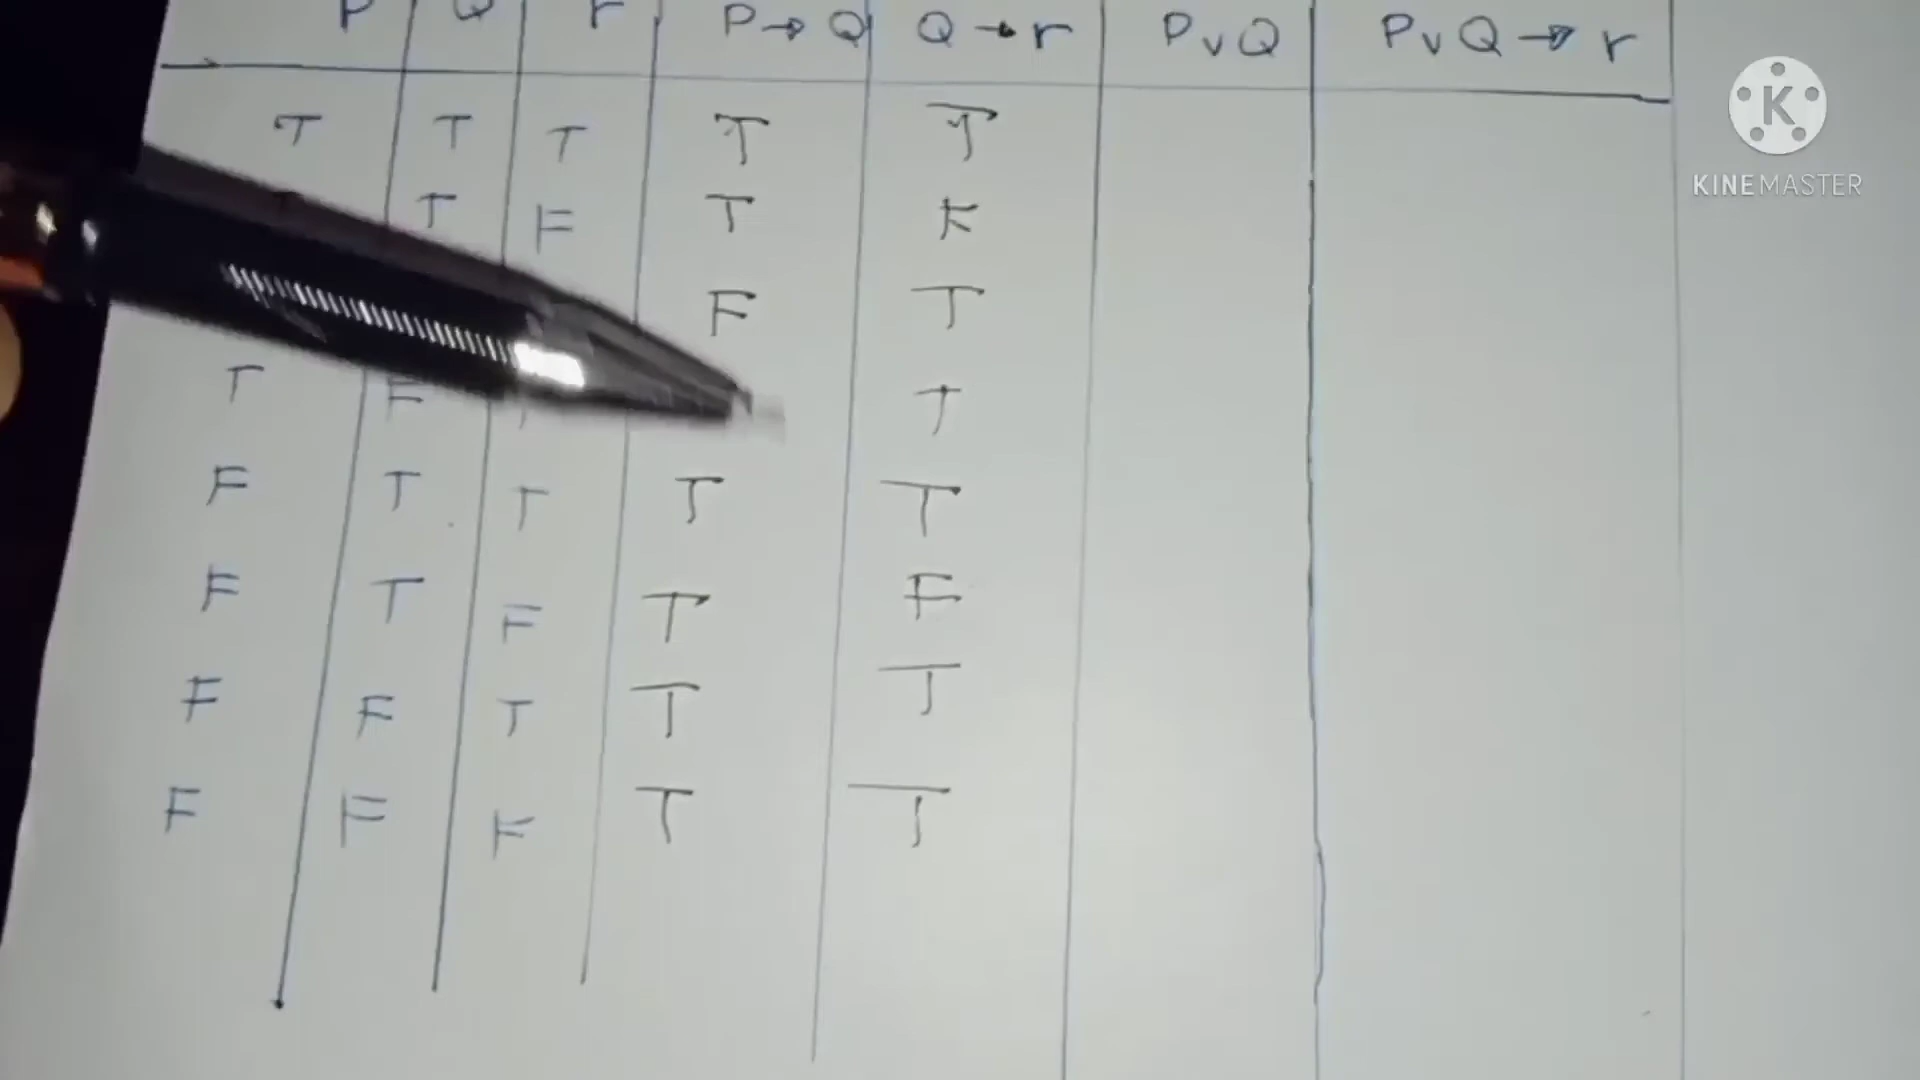 P Q r P→Q Q→r P∨Q P∨Q→r
T T T T T
T F T F
F T
T F T
F T T T T
F T F T F
F F T T T
F F F T T
KINEMASTER